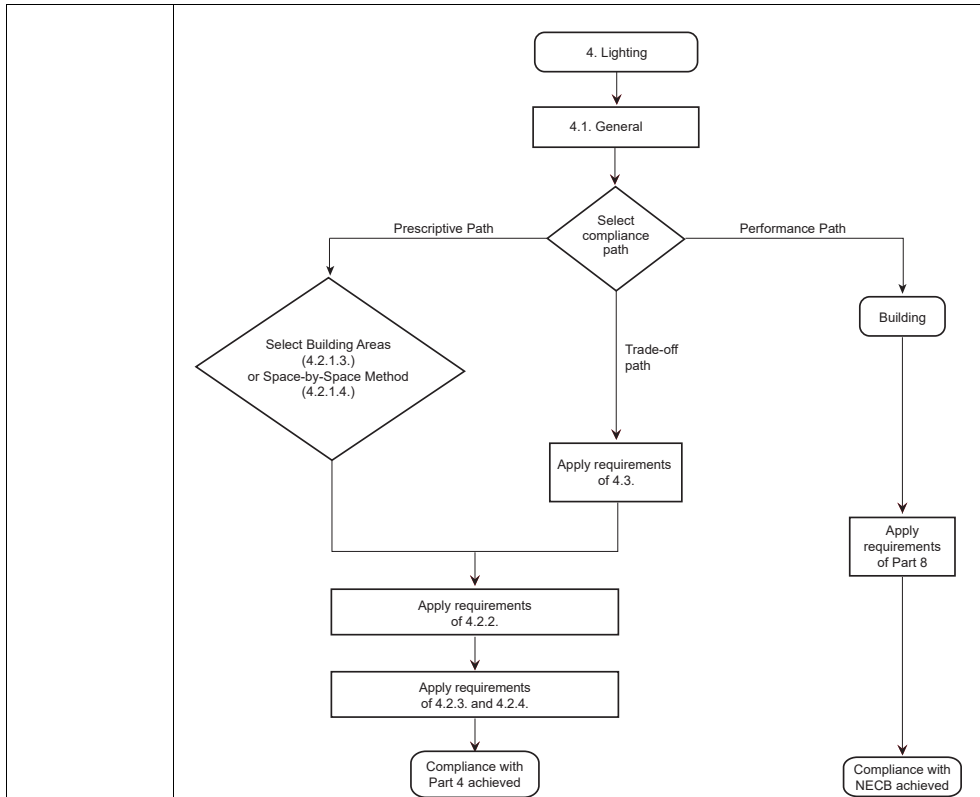 4. Lighting
4.1. General
Select
compliance
path
Prescriptive Path
Performance Path
Trade-off
path
Building
Select Building Areas
(4.2.1.3.)
or Space-by-Space Method
(4.2.1.4.)
Apply requirements
of 4.3.
Apply
requirements
of Part 8
Apply requirements
of 4.2.2.
Apply requirements
of 4.2.3. and 4.2.4.
Compliance with
Part 4 achieved
Compliance with
NECB achieved